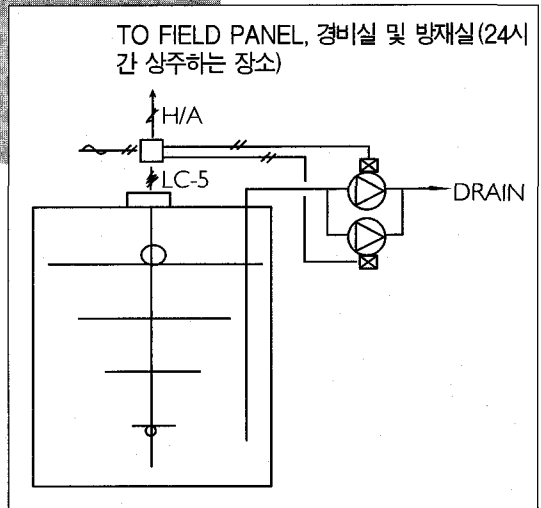 TO FIELD PANEL, 경비실 및 방재실(24시
간 상주하는 장소)
H/A
LC-5
DRAIN